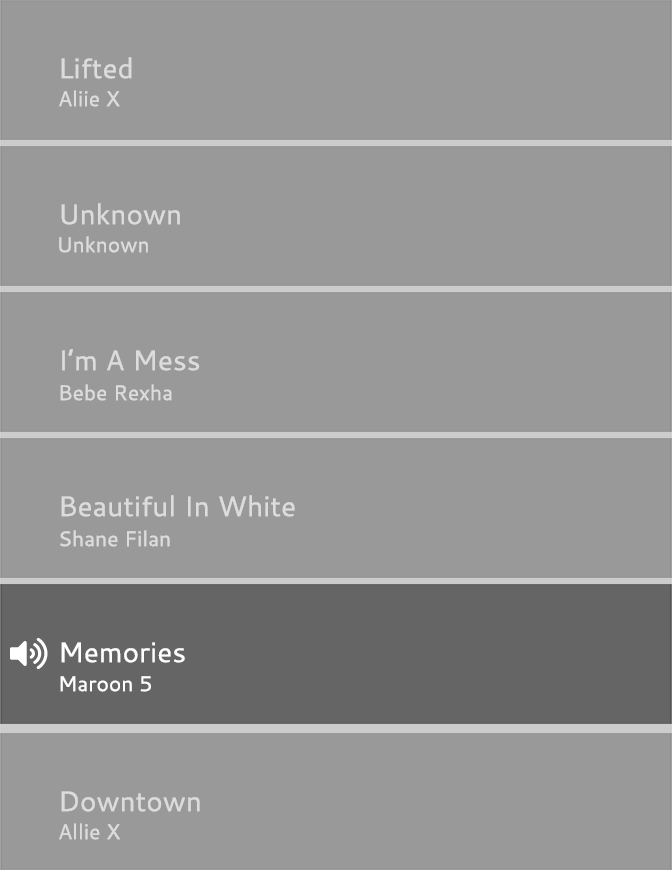 Lifted
Aliie X
Unknown
Unknown
I'm A Mess
Bebe Rexha
Beautiful In White
Shane Filan
Memories
Maroon 5
Downtown
Allie X